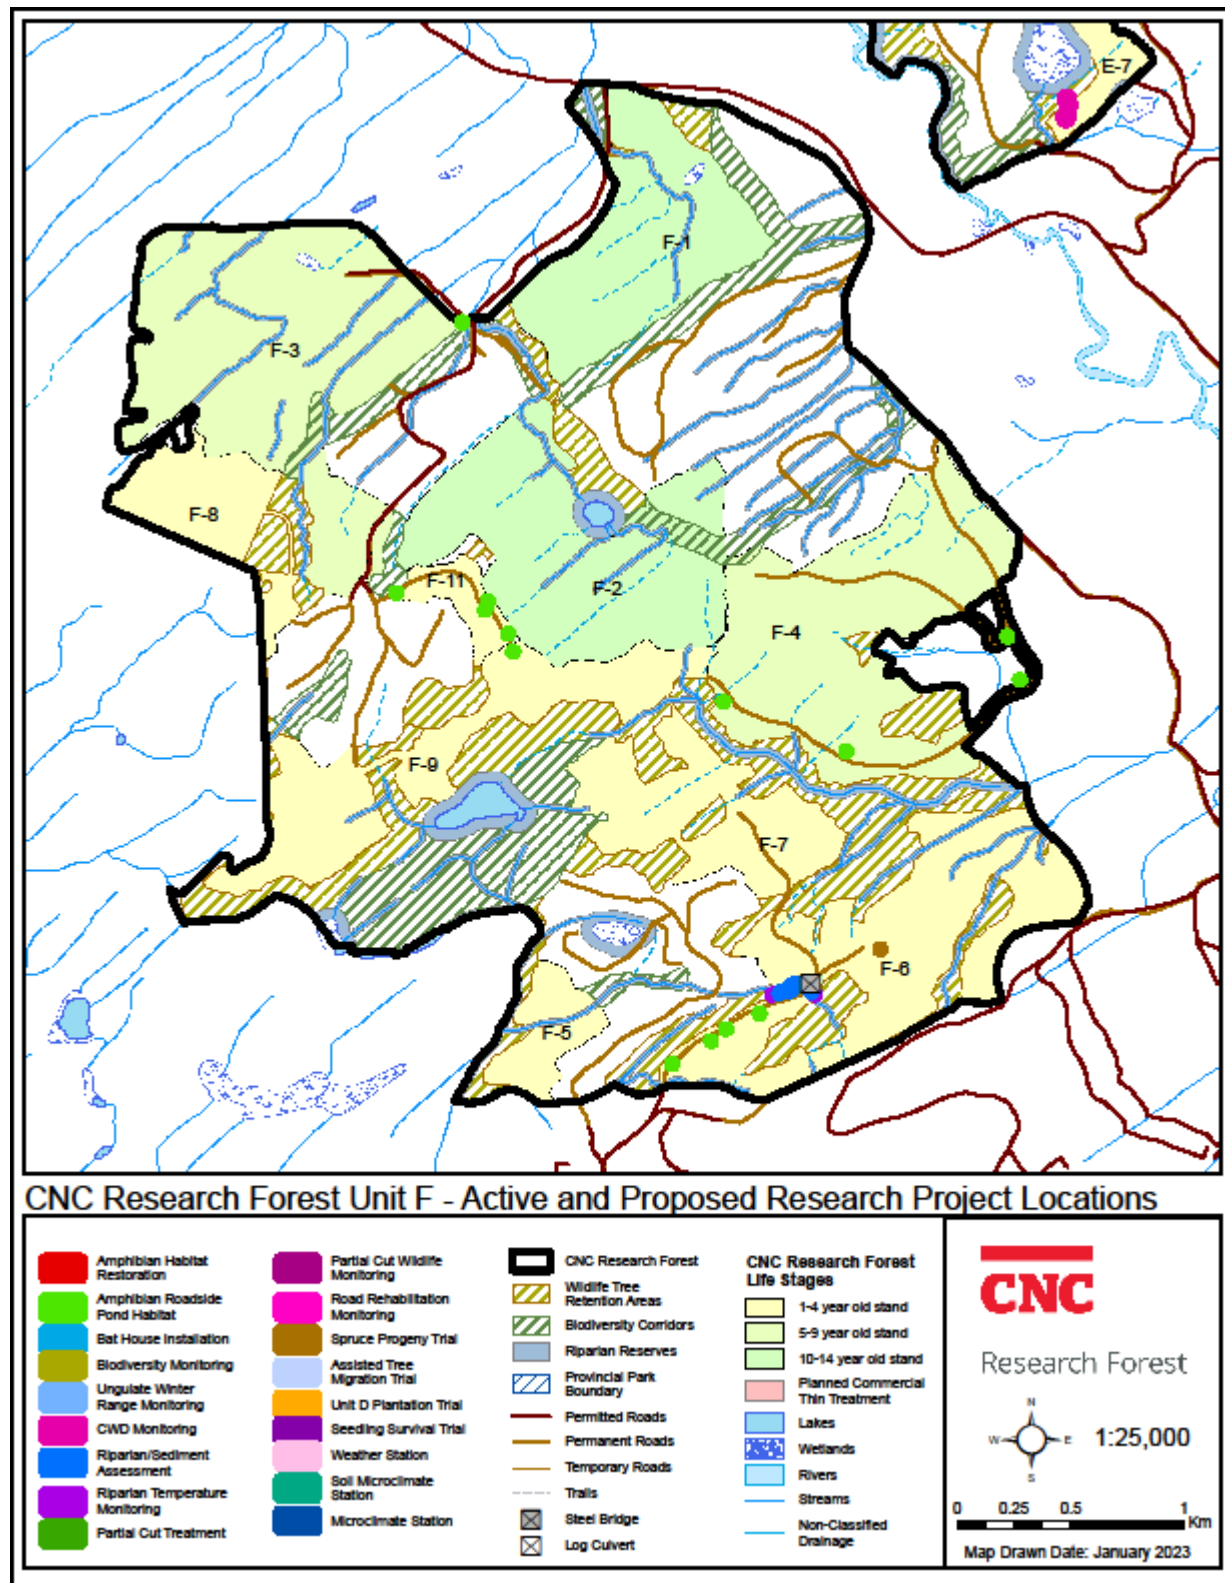 E-7
F-1
F-3
F-8
F-11
F-2
F-4
F-9
F-7
F-6
F-5
CNC Research Forest Unit F - Active and Proposed Research Project Locations
Amphibian Habitat
Restoration
Amphibian Roadside
Pond Habitat
Bat House Installation
Biodiversity Monitoring
Ungulate Winter
Range Monitoring
CWD Monitoring
Riparian/Sediment
Assessment
Riparian Temperature
Monitoring
Partial Cut Treatment
Partial Cut Wildlife
Monitoring
Road Rehabilitation
Monitoring
Spruce Progeny Trial
Assisted Tree
Migration Trial
Unit D Plantation Trial
Seedling Survival Trial
Weather Station
Soil Microclimate
Station
Microclimate Station
CNC Research Forest
Wildlife Tree
Retention Areas
Biodiversity Corridors
Riparian Reserves
Provincial Park
Boundary
Permitted Roads
Permanent Roads
Temporary Roads
Trails
Steel Bridge
Log Culvert
CNC Research Forest
Life Stages
1-4 year old stand
5-9 year old stand
10-14 year old stand
Planned Commercial
Thin Treatment
Lakes
Wetlands
Rivers
Streams
Non-Classified
Drainage
CNC
Research Forest
N
W E
S
1:25,000
0 0.25 0.5 1
Km
Map Drawn Date: January 2023